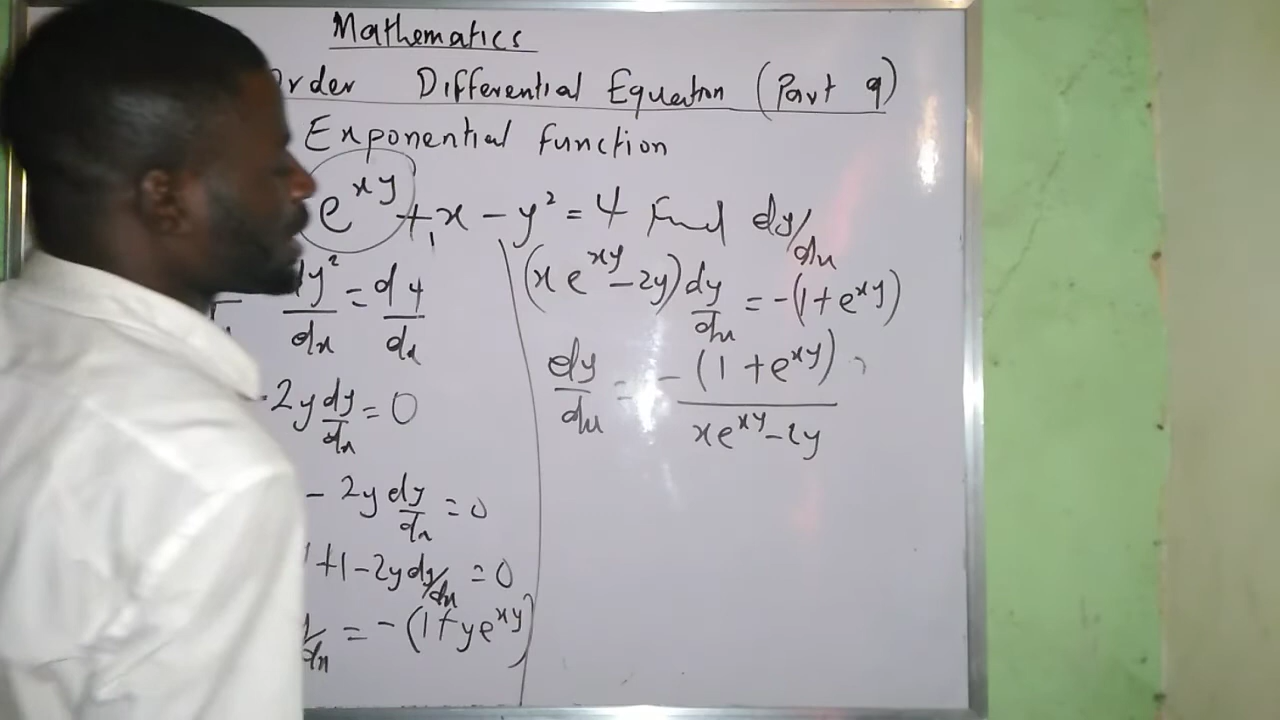 Mathematics
rder Differential Equation (Part 9)
Exponential function
e^xy + x - y² = 4 Find dy/dx
dy²/dx = d4/dx
- 2y dy/dx = 0
- 2y dy/dx = 0
+1 - 2y dy/dx = 0
/dx = -(1 + ye^xy)
(x e^xy - 2y) dy/dx = -(1 + e^xy)
dy/dx = -(1 + e^xy)/(xe^xy - 2y)